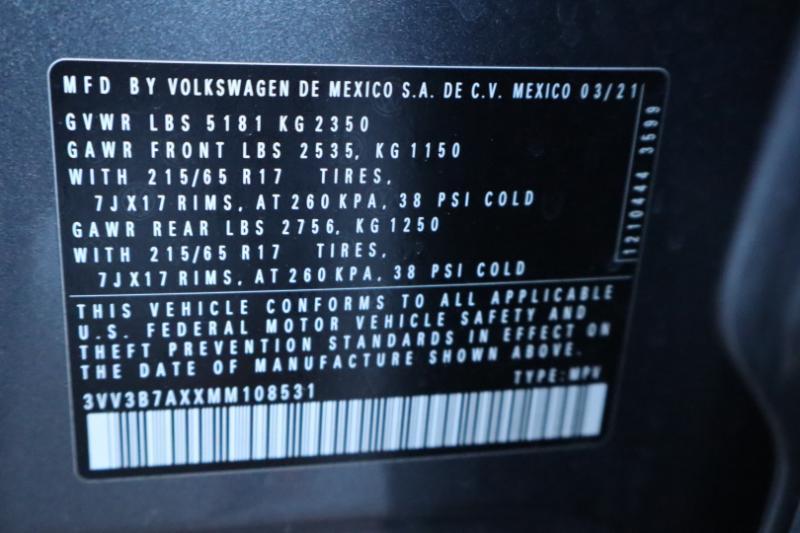 MFD BY VOLKSWAGEN DE MEXICO S.A. DE C.V. MEXICO 03/21
GVWR LBS 5181 KG 2350
GAWR FRONT LBS 2535, KG 1150
WITH 215/65 R17 TIRES,
7JX17 RIMS, AT 260 KPA, 38 PSI COLD
GAWR REAR LBS 2756, KG 1250
WITH 215/65 R17 TIRES,
7JX17 RIMS, AT 260 KPA, 38 PSI COLD
1210444 3599
THIS VEHICLE CONFORMS TO ALL APPLICABLE
U.S. FEDERAL MOTOR VEHICLE SAFETY AND
THEFT PREVENTION STANDARDS IN EFFECT ON
THE DATE OF MANUFACTURE SHOWN ABOVE.
TYPE: MPV
3VV3B7AXXMM108531